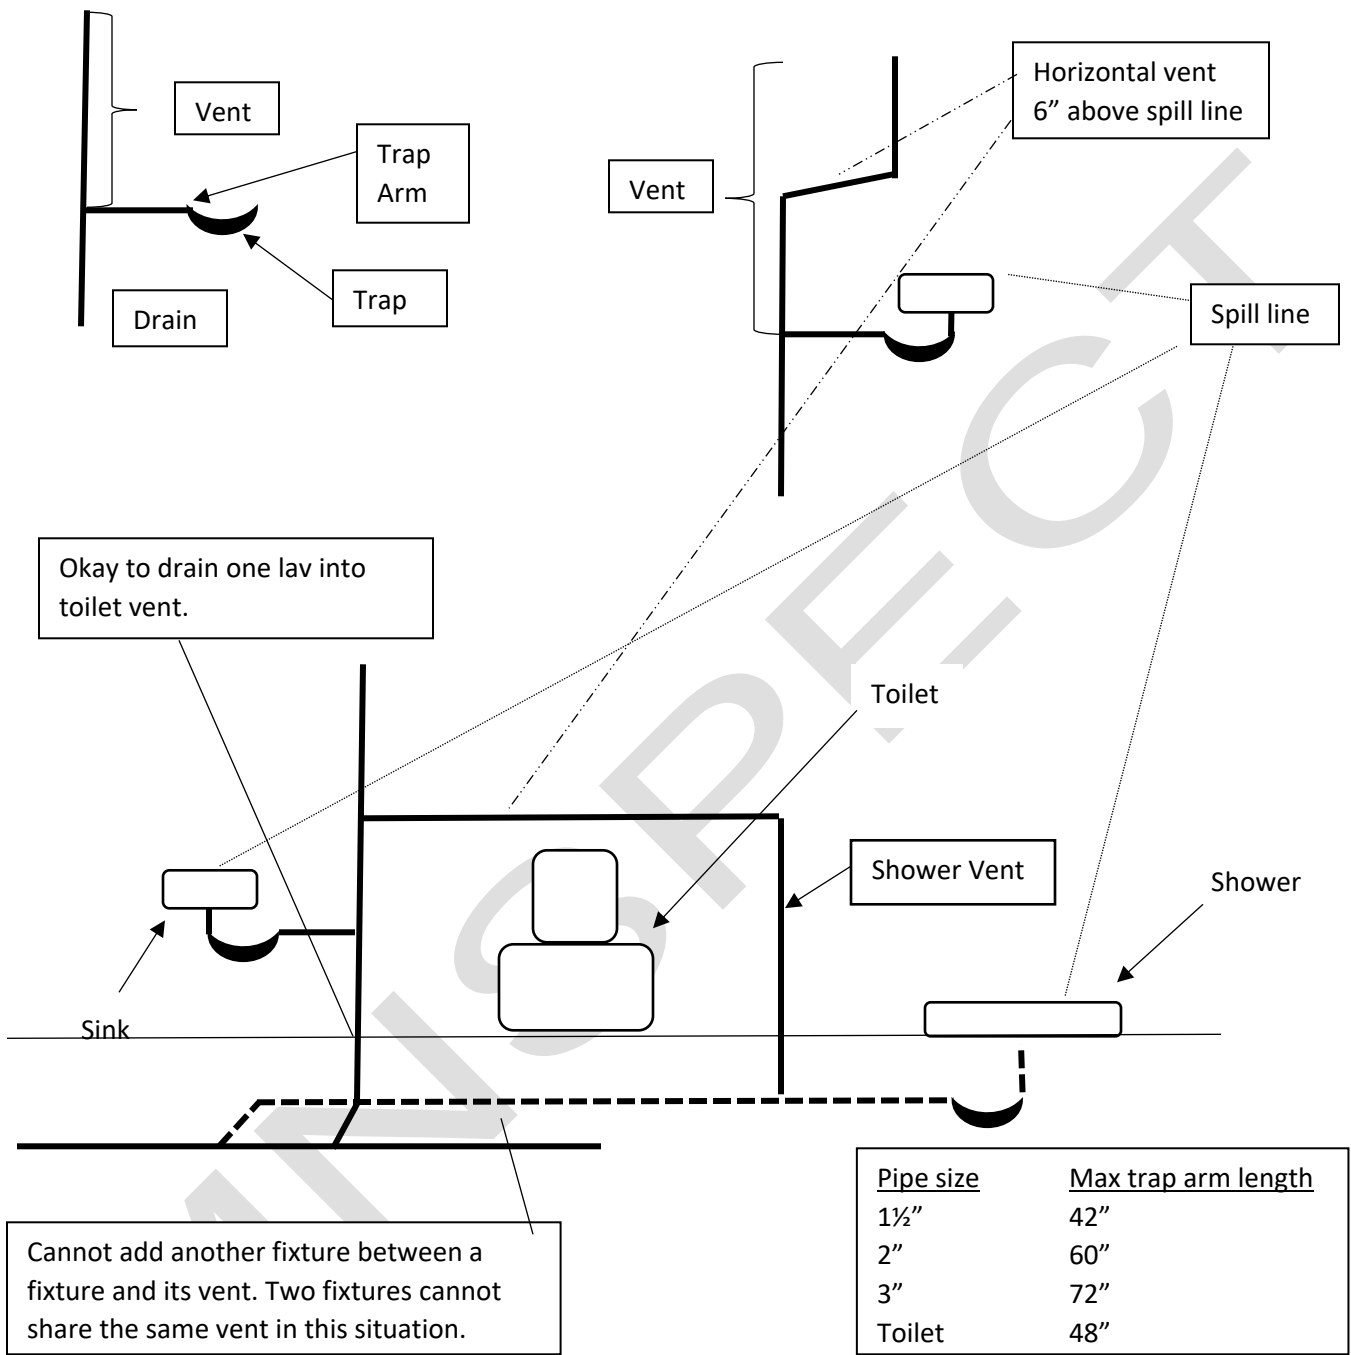 Vent
Trap
Arm
Trap
Drain
Horizontal vent
6” above spill line
Vent
Spill line
Okay to drain one lav into
toilet vent.
Toilet
Shower Vent
Shower
Sink
Cannot add another fixture between a
fixture and its vent. Two fixtures cannot
share the same vent in this situation.
Pipe size Max trap arm length
1½” 42”
2” 60”
3” 72”
Toilet 48”
MNSPECT